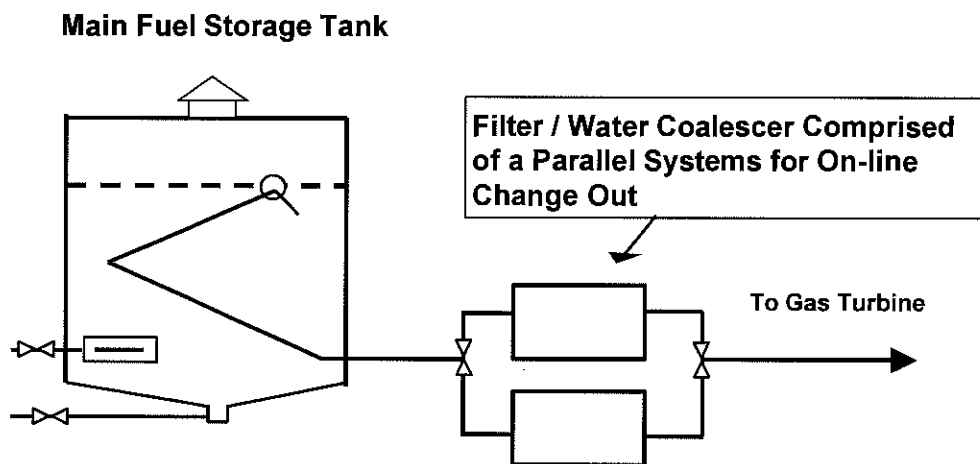 Main Fuel Storage Tank
Filter / Water Coalescer Comprised
of a Parallel Systems for On-line
Change Out
To Gas Turbine